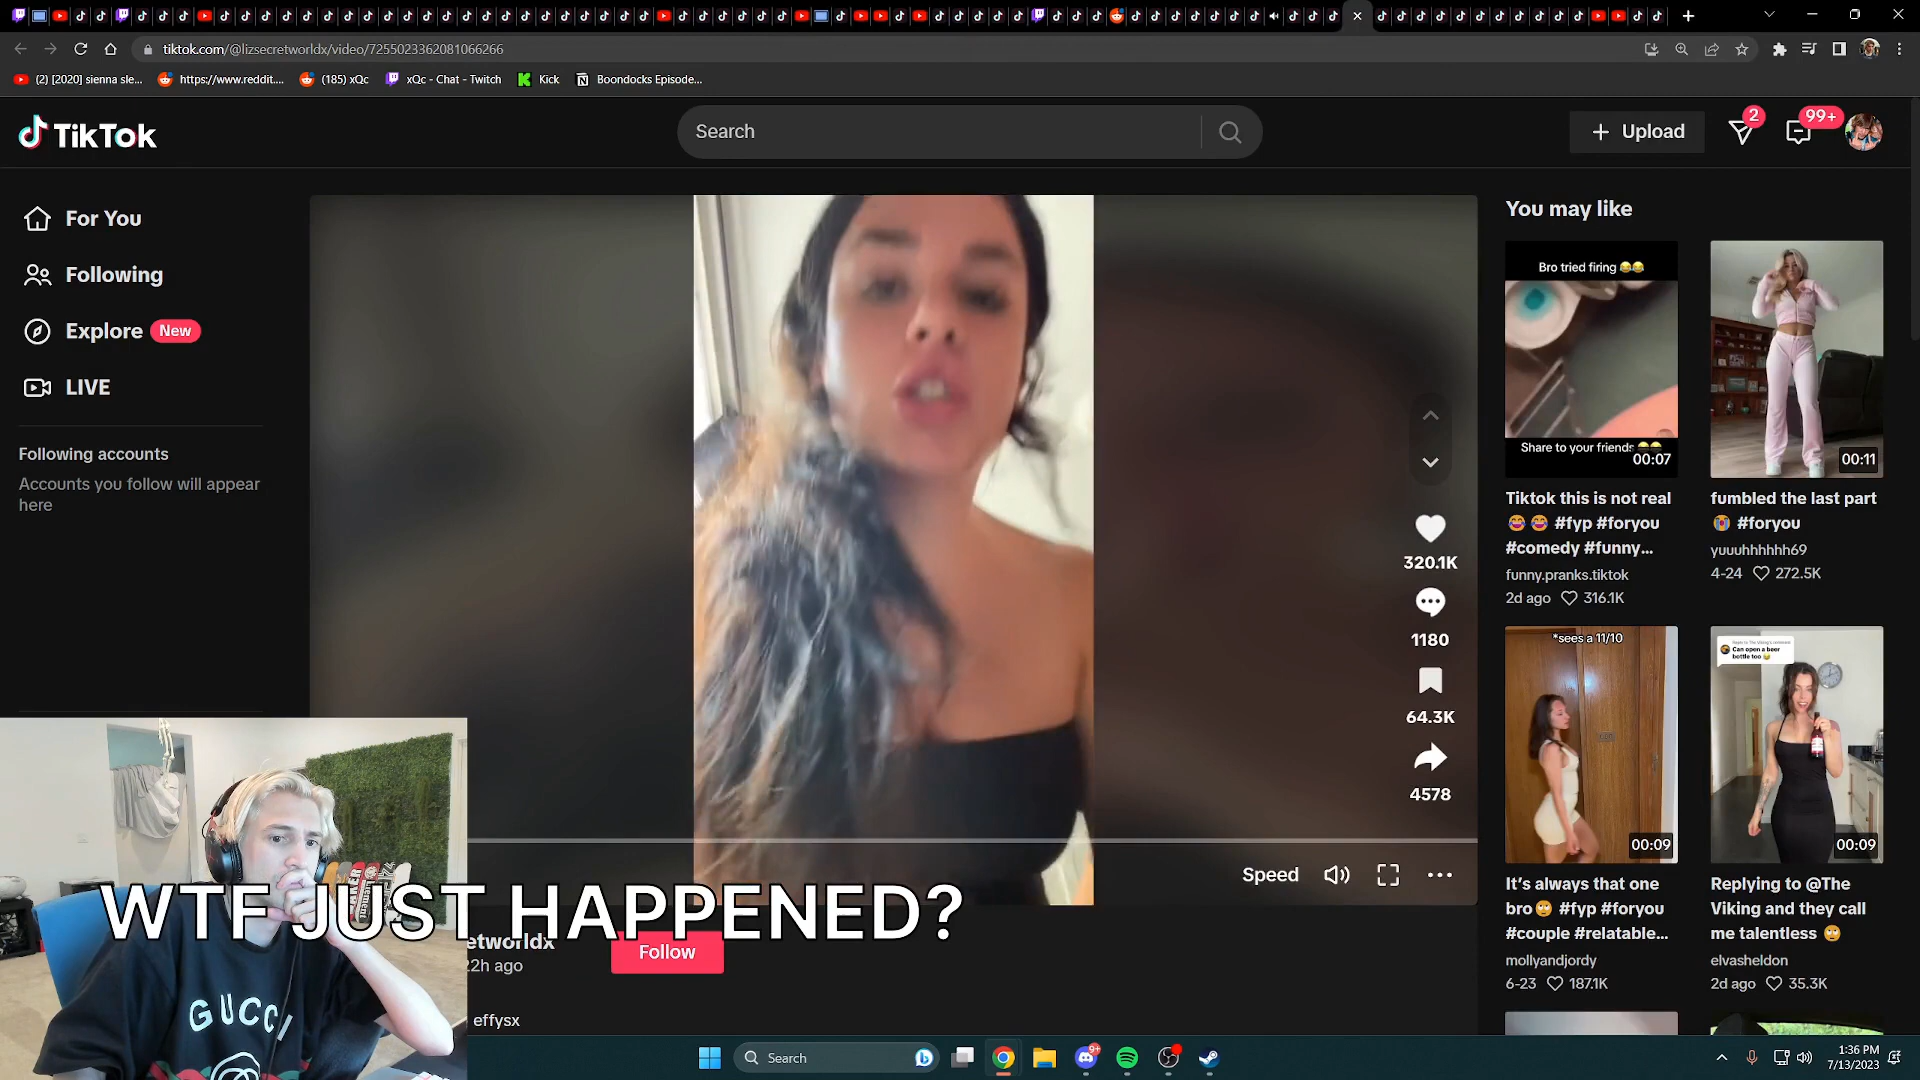 tiktok.com/@lizsecretworldx/video/7255023362081066266
(2) [2020] sienna sle...
https://www.reddit....
(185) xQc
xQc - Chat - Twitch
Kick
Boondocks Episode...
TikTok
Search
+ Upload
2
99+
For You
Following
Explore New
LIVE
Following accounts
Accounts you follow will appear
here
320.1K
1180
64.3K
4578
Speed
WTF JUST HAPPENED?
etworldx
22h ago
Follow
effysx
GUCCI
You may like
Bro tried firing 😂😂
Share to your friends
00:07
Tiktok this is not real
😂 😂 #fyp #foryou
#comedy #funny...
funny.pranks.tiktok
2d ago 316.1K
00:11
fumbled the last part
😭 #foryou
yuuuhhhhhh69
4-24 272.5K
*sees a 11/10
00:09
It's always that one
bro🙄 #fyp #foryou
#couple #relatable...
mollyandjordy
6-23 187.1K
Can open a beer
bottle too
00:09
Replying to @The
Viking and they call
me talentless 🙄
elvasheldon
2d ago 35.3K
Search
9+
1:36 PM
7/13/2023